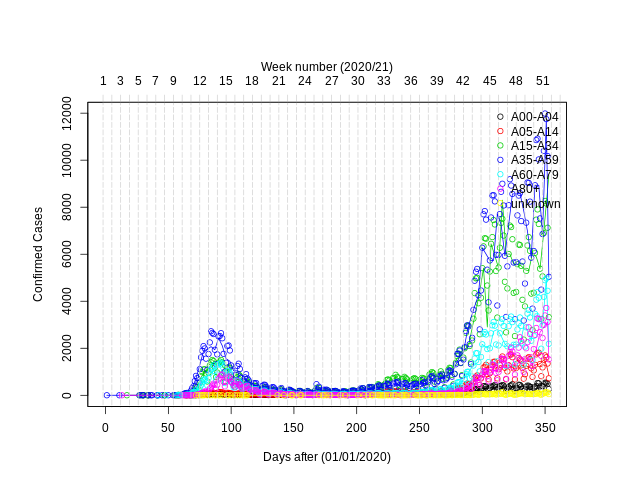 Week number (2020/21)
1 3 5 7 9 12 15 18 21 24 27 30 33 36 39 42 45 48 51
12000
10000
8000
6000
4000
2000
0
Confirmed Cases
A00-A04
A05-A14
A15-A34
A35-A59
A60-A79
A80+
unknown
0 50 100 150 200 250 300 350
Days after (01/01/2020)